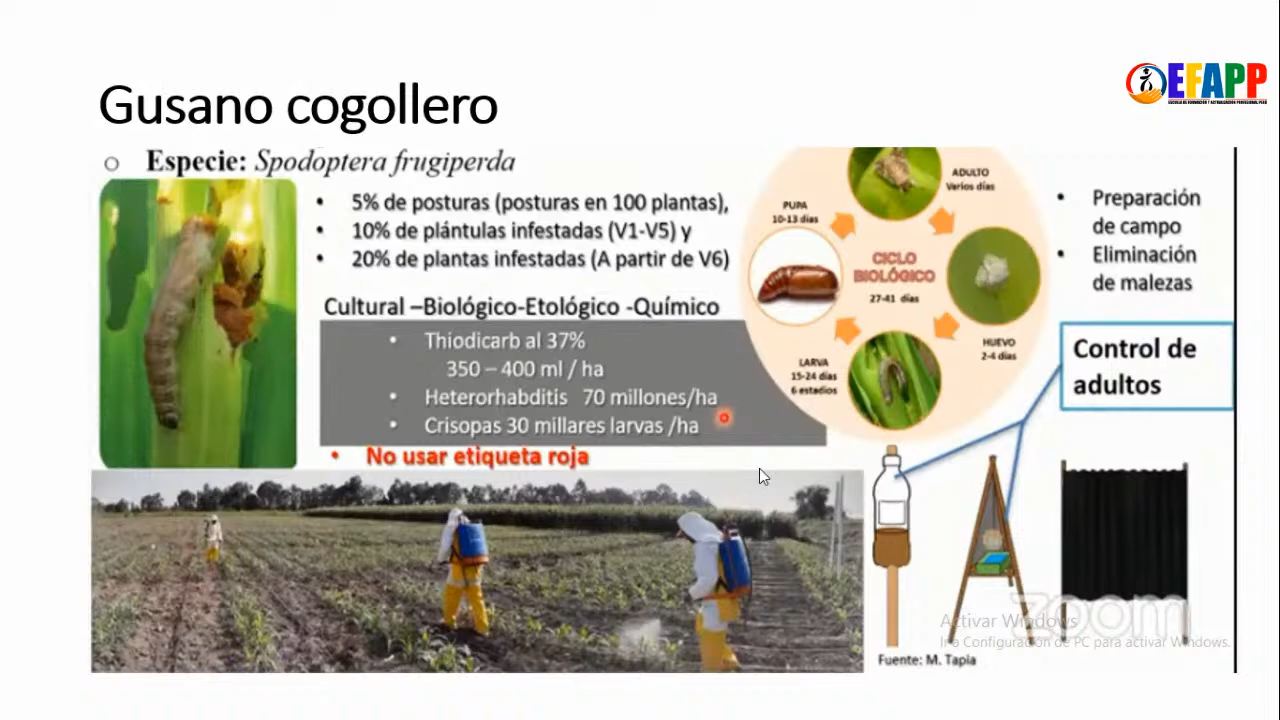 EFAPP
ESCUELA DE FORMACIÓN Y ACTUALIZACIÓN PROFESIONAL PERÚ
Gusano cogollero
Especie: Spodoptera frugiperda
5% de posturas (posturas en 100 plantas),
10% de plántulas infestadas (V1-V5) y
20% de plantas infestadas (A partir de V6)
Cultural –Biológico-Etológico -Químico
Thiodicarb al 37%
350 – 400 ml / ha
Heterorhabditis 70 millones/ha
Crisopas 30 millares larvas /ha
No usar etiqueta roja
ADULTO
Varios días
PUPA
10-13 días
CICLO
BIOLÓGICO
27-41 días
HUEVO
2-4 días
LARVA
15-24 días
6 estadios
Preparación
de campo
Eliminación
de malezas
Control de
adultos
zoom
Activar Windows
Ir a Configuración de PC para activar Windows.
Fuente: M. Tapia